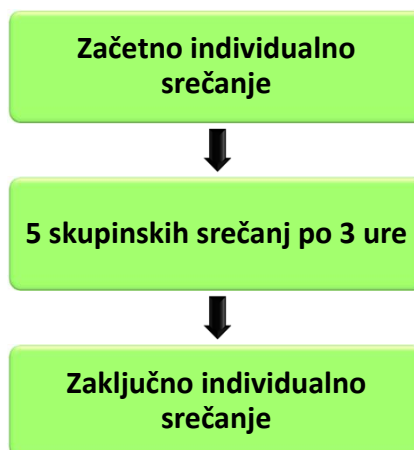 Začetno individualno
srečanje
5 skupinskih srečanj po 3 ure
Zaključno individualno
srečanje